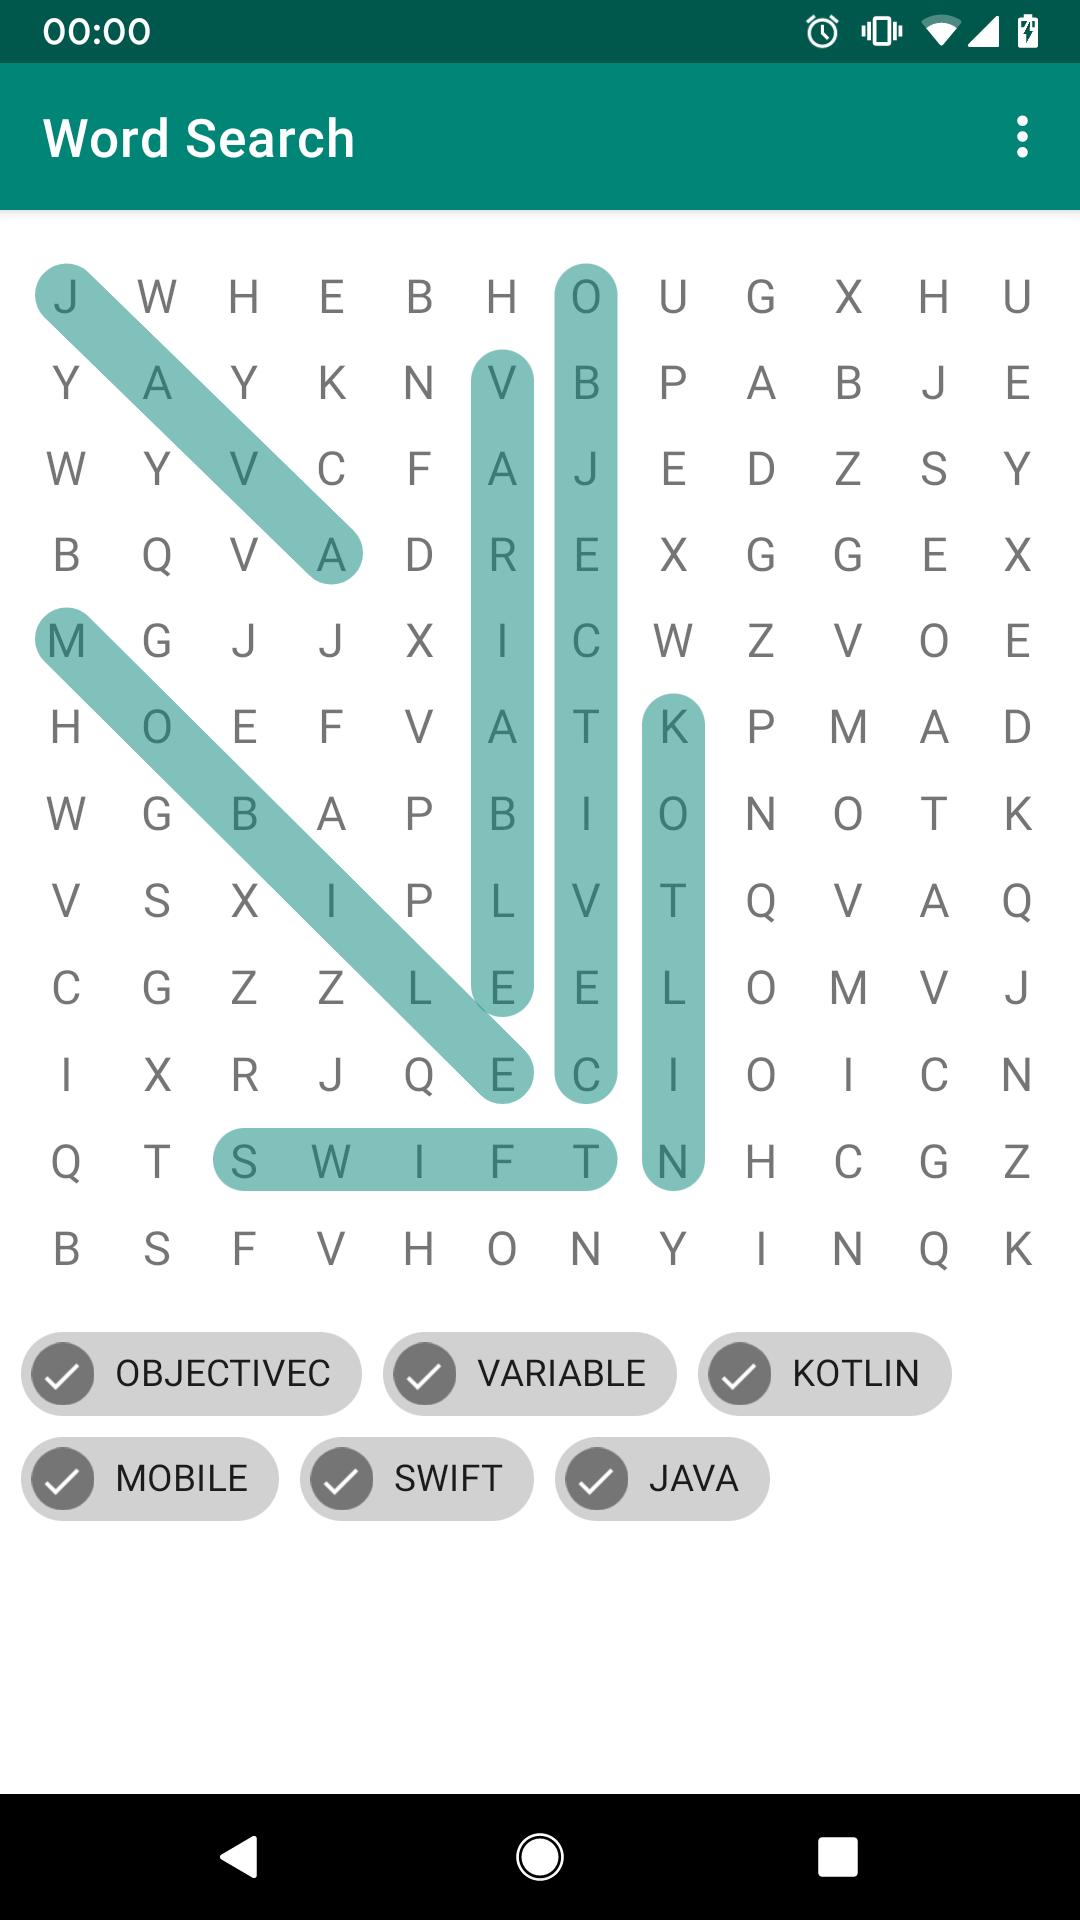 00:00
Word Search
J W H E B H O U G X H U
Y A Y K N V B P A B J E
W Y V C F A J E D Z S Y
B Q V A D R E X G G E X
M G J J X I C W Z V O E
H O E F V A T K P M A D
W G B A P B I O N O T K
V S X I P L V T Q V A Q
C G Z Z L E E L O M V J
I X R J Q E C I O I C N
Q T S W I F T N H C G Z
B S F V H O N Y I N Q K
OBJECTIVEC VARIABLE KOTLIN
MOBILE SWIFT JAVA